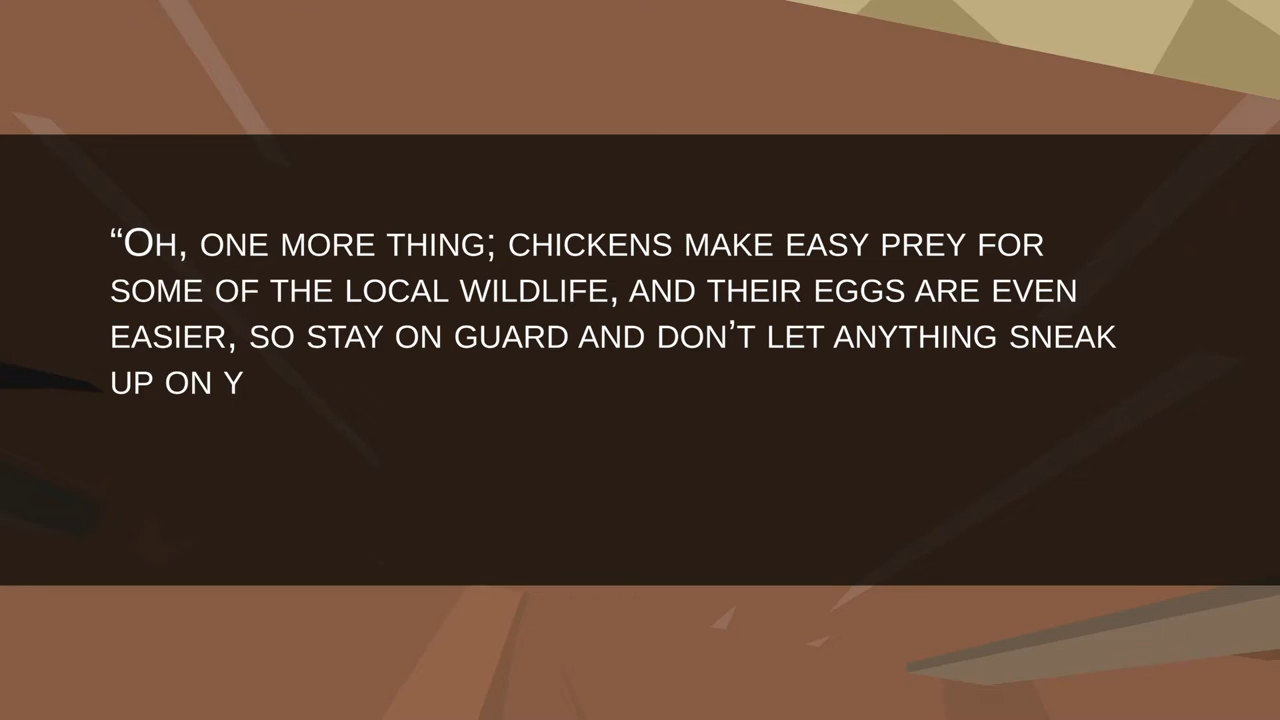 “Oh, one more thing; chickens make easy prey for
some of the local wildlife, and their eggs are even
easier, so stay on guard and don’t let anything sneak
up on y